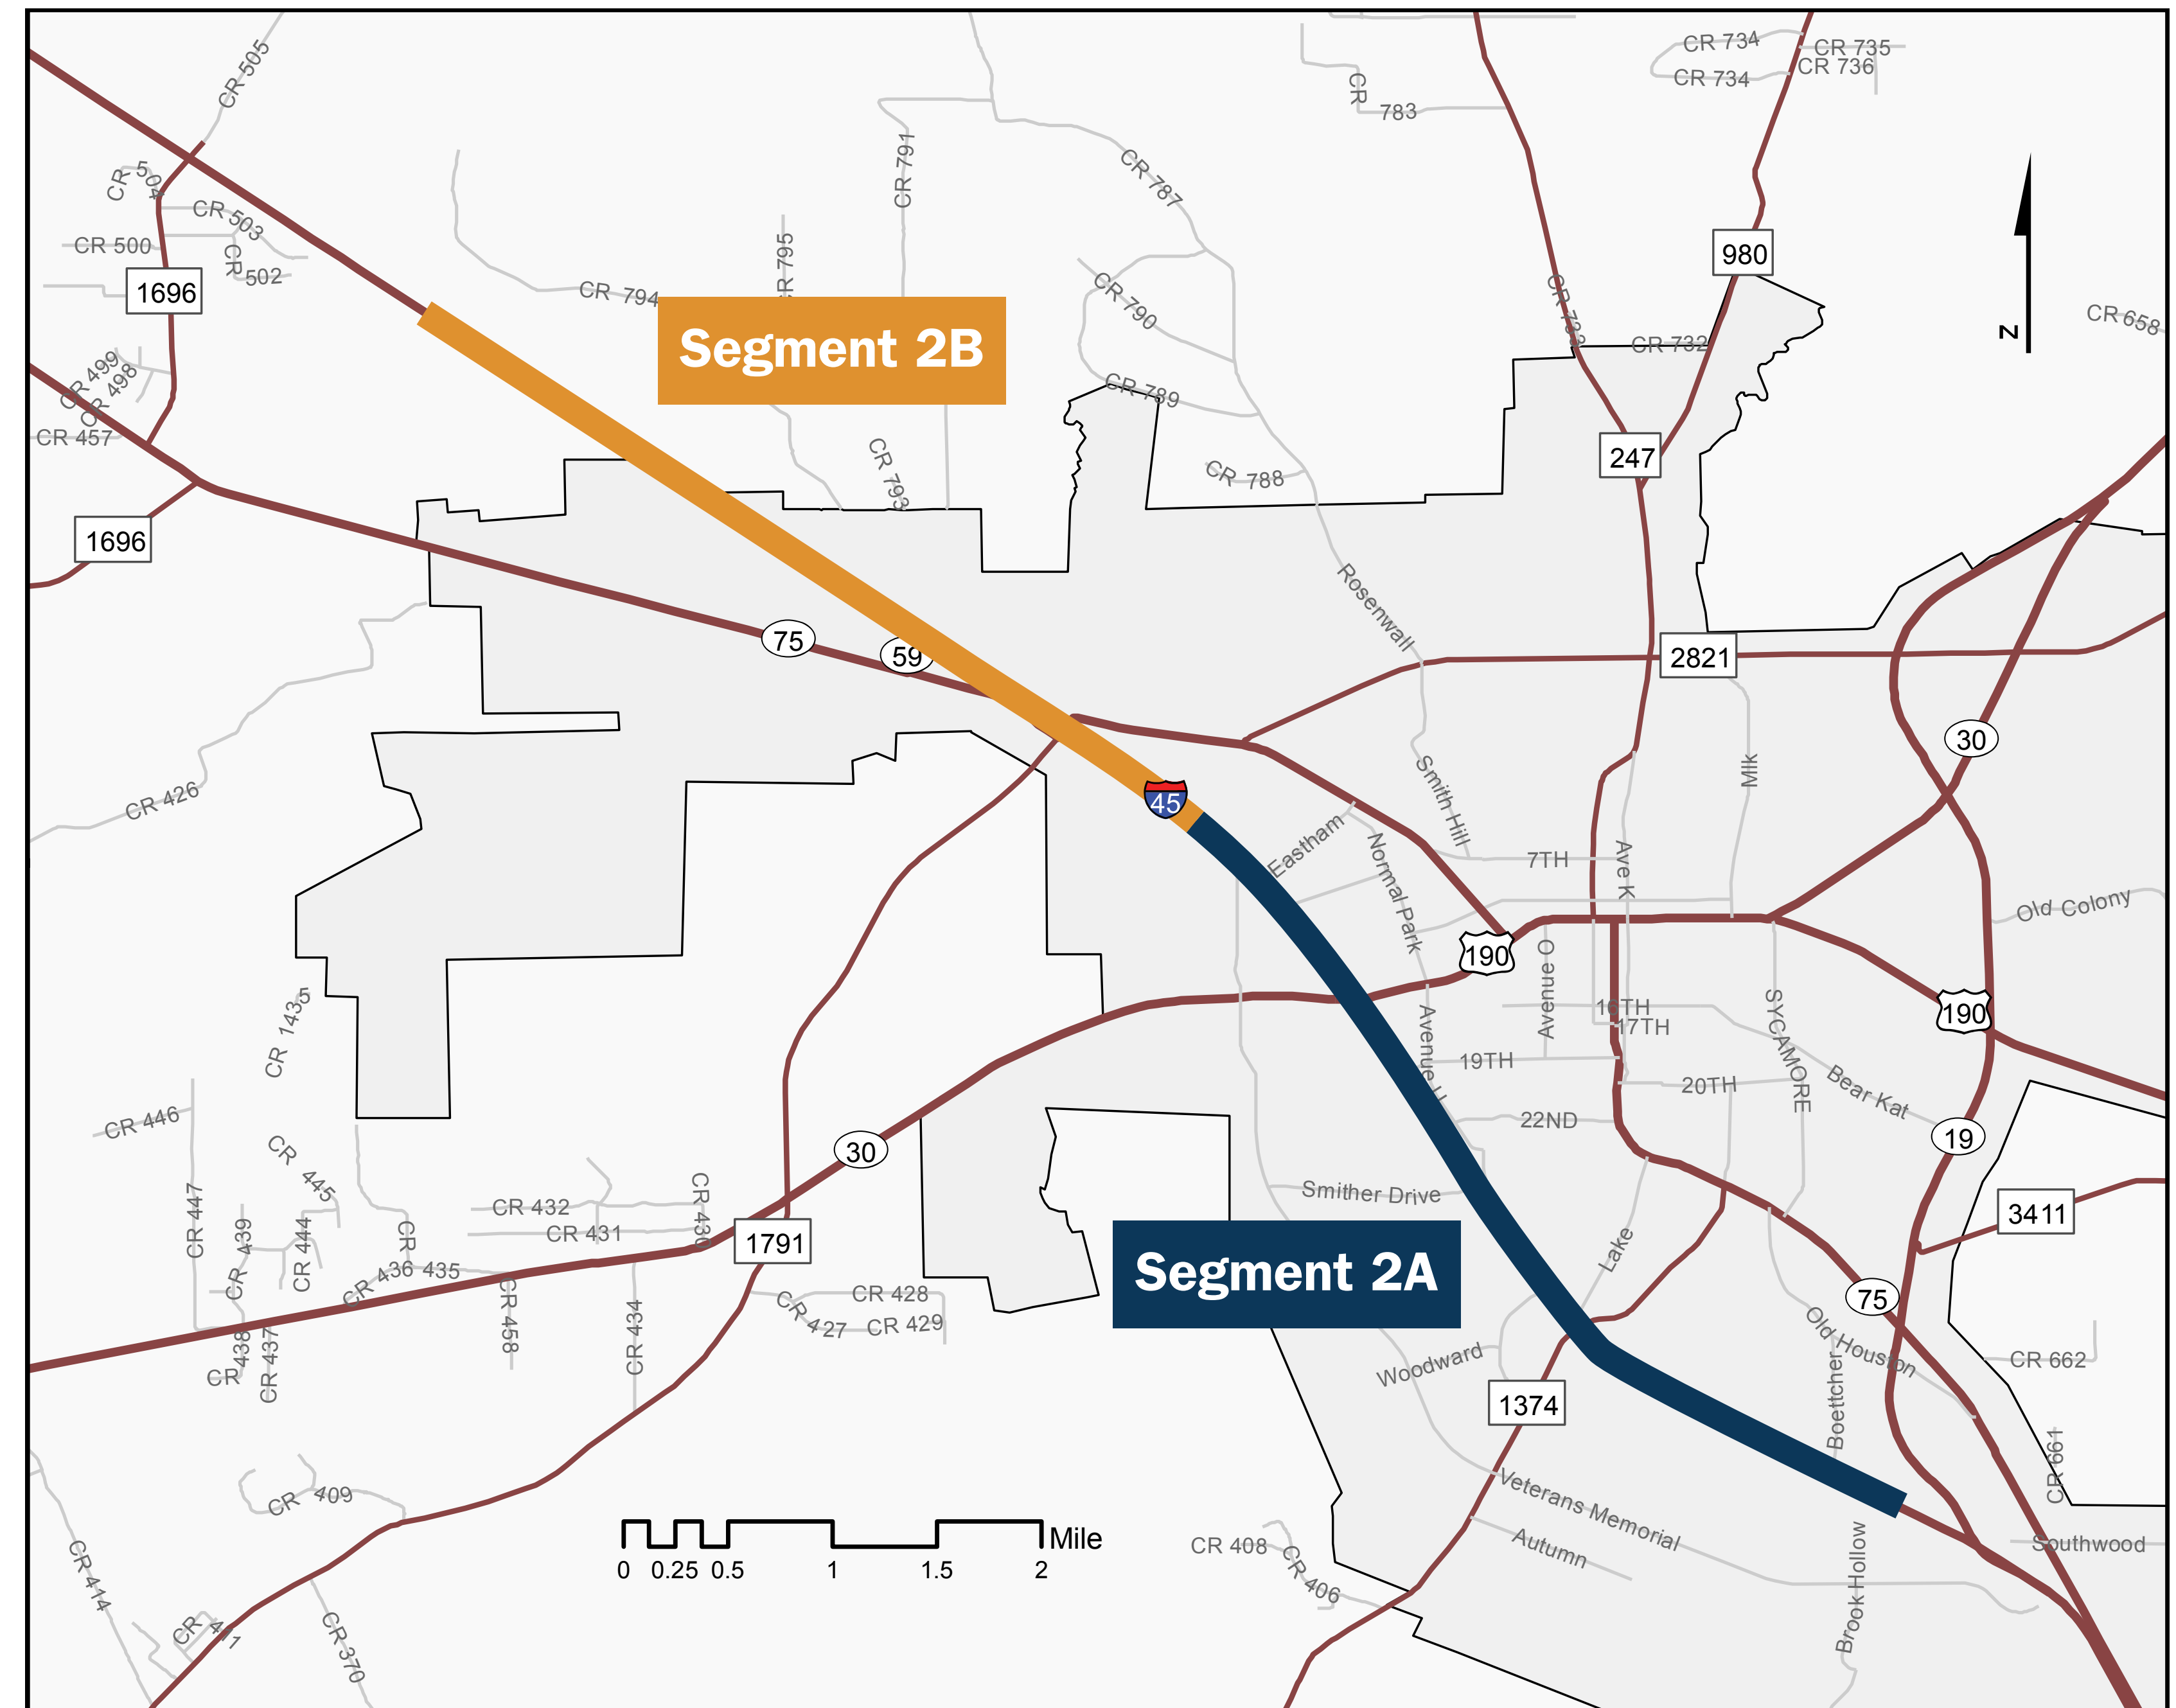 CR 505
CR 734
CR 735
CR 734
CR 736
CR 783
CR 791
CR 787
CR 504
CR 503
CR 500
CR 502
1696
CR 794
CR 795
CR 790
980
CR 733
CR 732
CR 658
N
Segment 2B
CR 499
CR 498
CR 457
CR 789
CR 793
CR 788
247
1696
Rosenwall
75
59
2821
30
45
CR 426
Smith Hill
Mlk
Eastham
Normal Park
7TH
Ave K
Old Colony
190
Avenue O
190
CR 1435
16TH
17TH
SYCAMORE
Avenue
19TH
20TH
Bear Kat
22ND
CR 446
CR 445
30
19
CR 447
CR 439
CR 444
CR 432
CR 431
CR 430
Smither Drive
3411
1791
CR 436
CR 435
Lake
Segment 2A
CR 458
CR 434
CR 428
CR 427
CR 429
75
Old Houston
CR 438
CR 437
Woodward
Boettcher
CR 662
1374
CR 661
CR 409
Veterans Memorial
Autumn
Southwood
Mile
0 0.25 0.5 1 1.5 2
CR 408
CR 406
Brook Hollow
CR 414
CR 411
CR 370